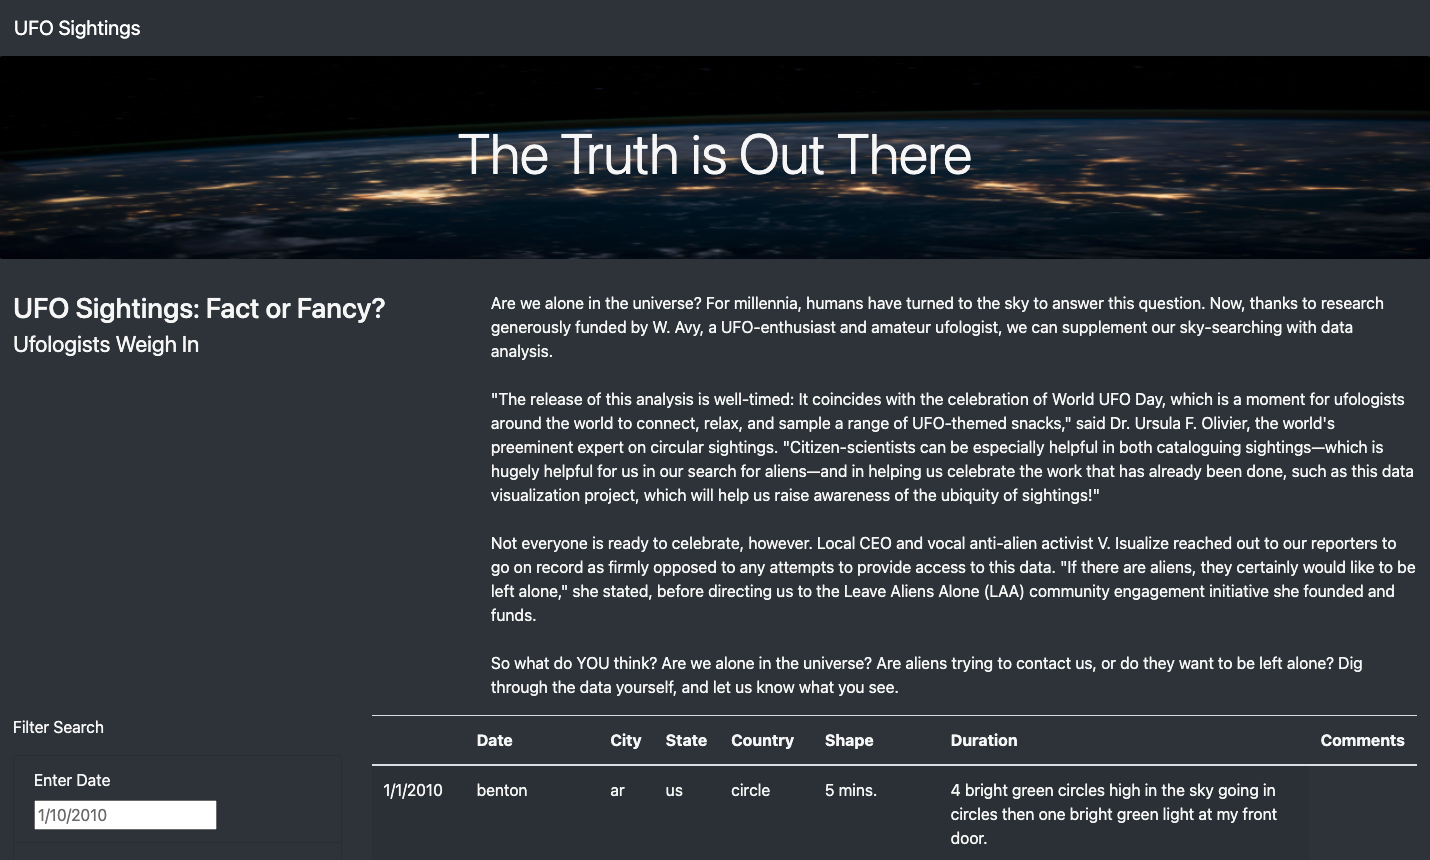 UFO Sightings
The Truth is Out There
UFO Sightings: Fact or Fancy?
Ufologists Weigh In
Are we alone in the universe? For millennia, humans have turned to the sky to answer this question. Now, thanks to research
generously funded by W. Avy, a UFO-enthusiast and amateur ufologist, we can supplement our sky-searching with data
analysis.
"The release of this analysis is well-timed: It coincides with the celebration of World UFO Day, which is a moment for ufologists
around the world to connect, relax, and sample a range of UFO-themed snacks," said Dr. Ursula F. Olivier, the world's
preeminent expert on circular sightings. "Citizen-scientists can be especially helpful in both cataloguing sightings—which is
hugely helpful for us in our search for aliens—and in helping us celebrate the work that has already been done, such as this data
visualization project, which will help us raise awareness of the ubiquity of sightings!"
Not everyone is ready to celebrate, however. Local CEO and vocal anti-alien activist V. Isualize reached out to our reporters to
go on record as firmly opposed to any attempts to provide access to this data. "If there are aliens, they certainly would like to be
left alone," she stated, before directing us to the Leave Aliens Alone (LAA) community engagement initiative she founded and
funds.
So what do YOU think? Are we alone in the universe? Are aliens trying to contact us, or do they want to be left alone? Dig
through the data yourself, and let us know what you see.
Filter Search
Enter Date
1/10/2010
Date City State Country Shape Duration Comments
1/1/2010 benton ar us circle 5 mins. 4 bright green circles high in the sky going in
circles then one bright green light at my front
door.